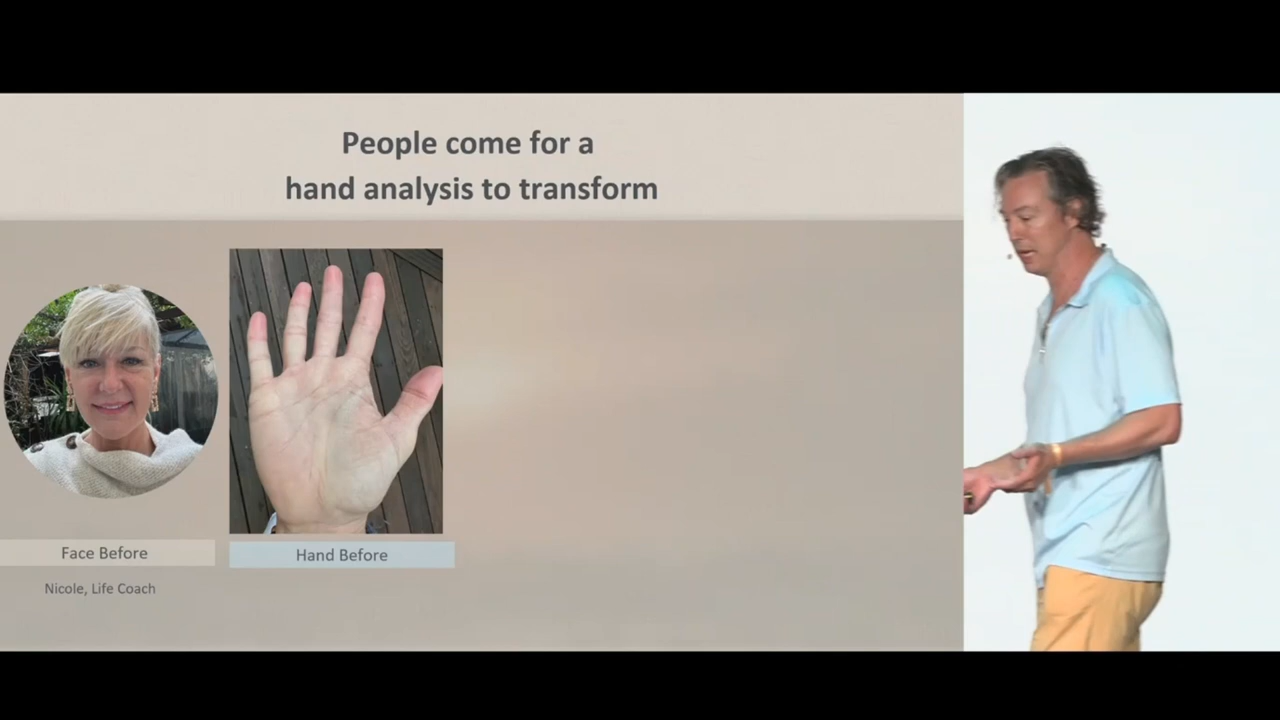 People come for a
hand analysis to transform
Face Before
Hand Before
Nicole, Life Coach